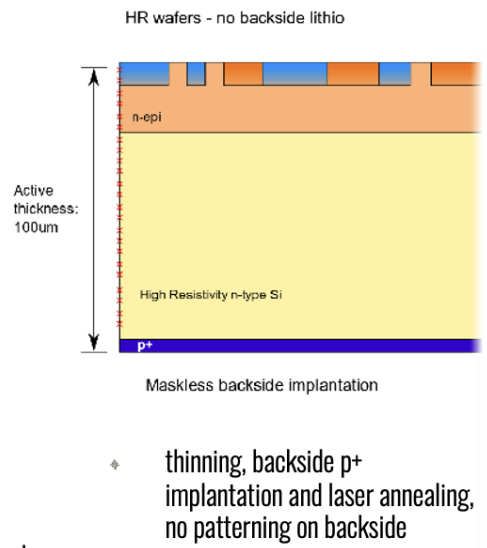 HR wafers - no backside lithio
n-epi
Active
thickness:
100um
High Resistivity n-type Si
p+
Maskless backside implantation
thinning, backside p+
implantation and laser annealing,
no patterning on backside